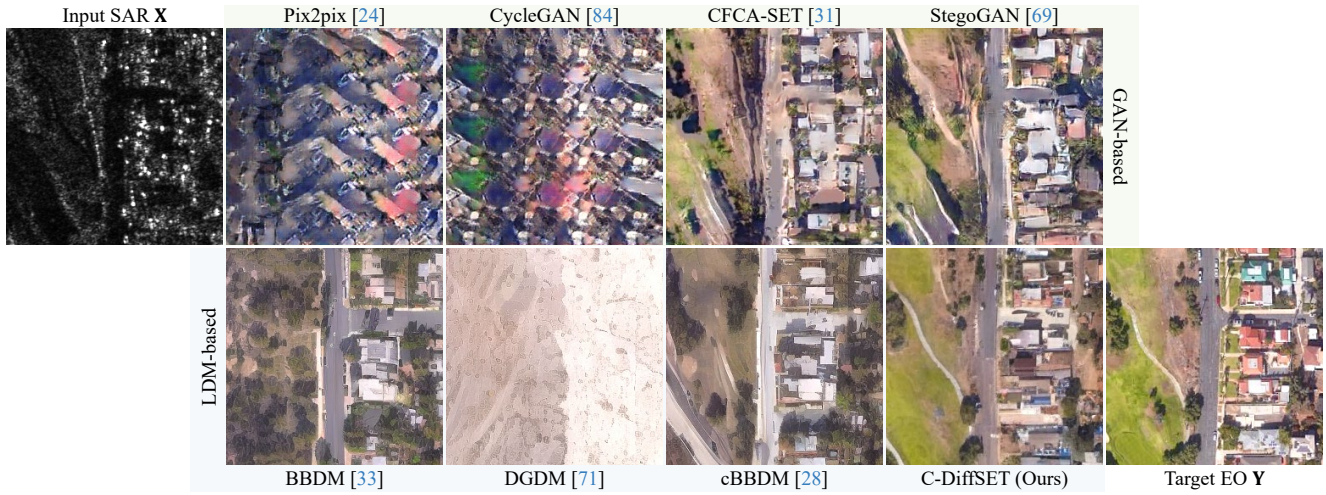 Input SAR X
Pix2pix [24]
CycleGAN [84]
CFCA-SET [31]
StegoGAN [69]
GAN-based
LDM-based
BBDM [33]
DGDM [71]
cBBDM [28]
C-DiffSET (Ours)
Target EO Y